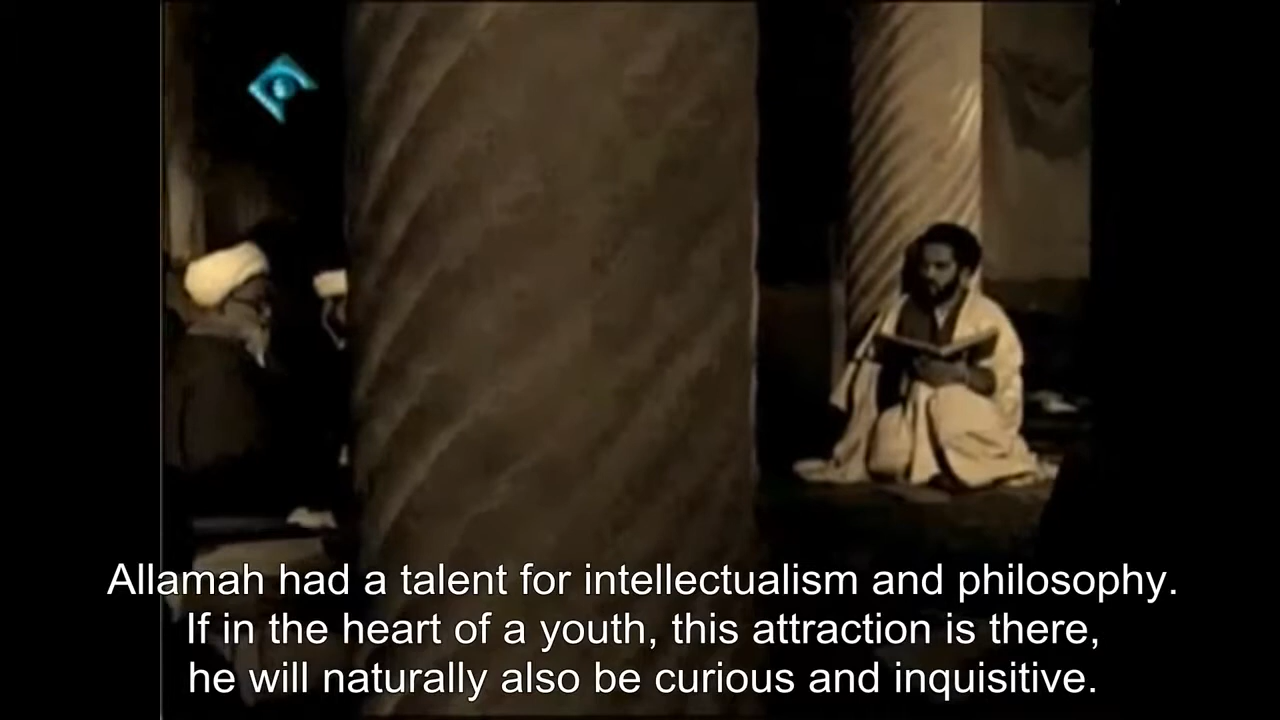 Allamah had a talent for intellectualism and philosophy.
If in the heart of a youth, this attraction is there,
he will naturally also be curious and inquisitive.